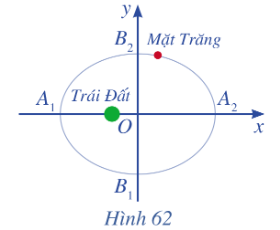 y
B₂ Mặt Trăng
A₁ Trái Đất A₂
O x
B₁
Hình 62